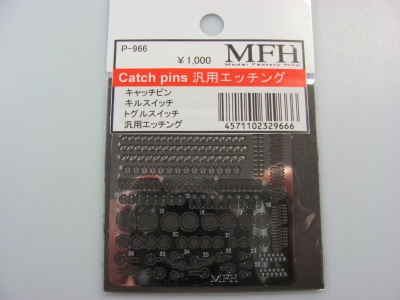 P-966
¥1,000
MFH
Model Factory Hiro
Catch pins 汎用エッチング
キャッチピン
キルスイッチ
トグルスイッチ
汎用エッチング
4571102329666
MFH